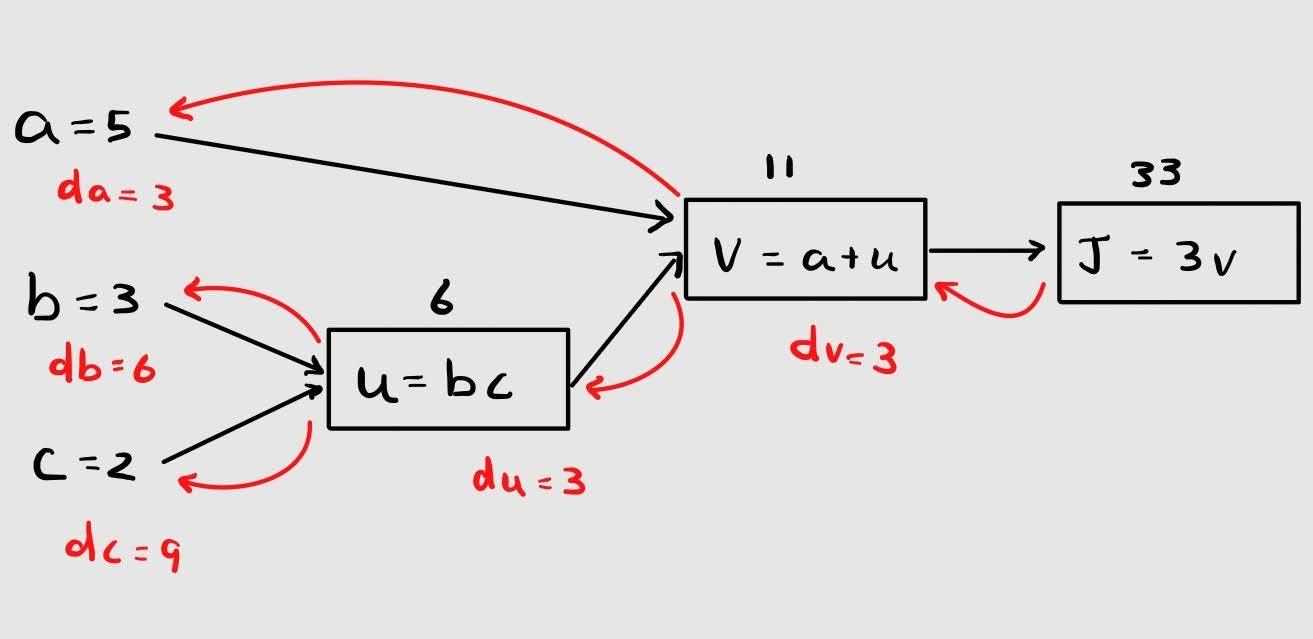 a = 5
da = 3
b = 3
db = 6
c = 2
dc = 9
6
u = bc
du = 3
11
V = a + u
dv = 3
33
J = 3v